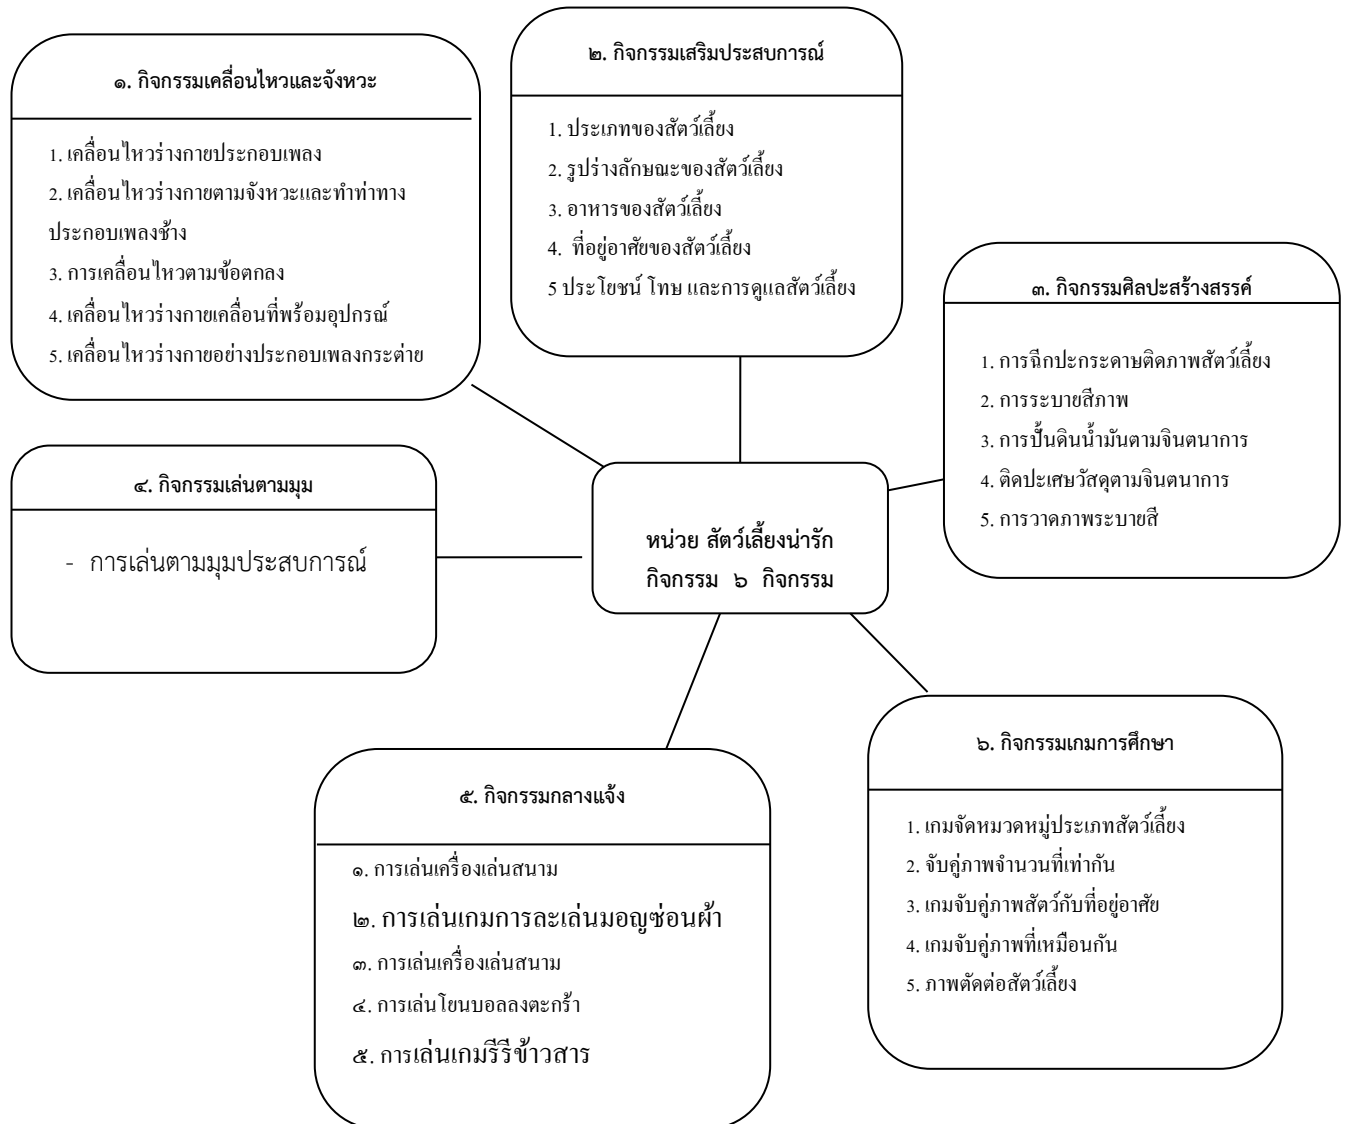 ๑. กิจกรรมเคลื่อนไหวและจังหวะ
1. เคลื่อนไหวร่างกายประกอบเพลง
2. เคลื่อนไหวร่างกายตามจังหวะและทำท่าทาง
ประกอบเพลงช้าง
3. การเคลื่อนไหวตามข้อตกลง
4. เคลื่อนไหวร่างกายเคลื่อนที่พร้อมอุปกรณ์
5. เคลื่อนไหวร่างกายอย่างประกอบเพลงกระต่าย
๒. กิจกรรมเสริมประสบการณ์
1. ประเภทของสัตว์เลี้ยง
2. รูปร่างลักษณะของสัตว์เลี้ยง
3. อาหารของสัตว์เลี้ยง
4. ที่อยู่อาศัยของสัตว์เลี้ยง
5 ประโยชน์ โทษ และการดูแลสัตว์เลี้ยง
๓. กิจกรรมศิลปะสร้างสรรค์
1. การฉีกปะกระดาษติดภาพสัตว์เลี้ยง
2. การระบายสีภาพ
3. การปั้นดินน้ำมันตามจินตนาการ
4. ติดปะเศษวัสดุตามจินตนาการ
5. การวาดภาพระบายสี
๔. กิจกรรมเล่นตามมุม
- การเล่นตามมุมประสบการณ์
หน่วย สัตว์เลี้ยงน่ารัก
กิจกรรม ๖ กิจกรรม
๕. กิจกรรมกลางแจ้ง
๑. การเล่นเครื่องเล่นสนาม
๒. การเล่นเกมการละเล่นมอญซ่อนผ้า
๓. การเล่นเครื่องเล่นสนาม
๔. การเล่นโยนบอลลงตะกร้า
๕. การเล่นเกมรีรีข้าวสาร
๖. กิจกรรมเกมการศึกษา
1. เกมจัดหมวดหมู่ประเภทสัตว์เลี้ยง
2. จับคู่ภาพจำนวนที่เท่ากัน
3. เกมจับคู่ภาพสัตว์กับที่อยู่อาศัย
4. เกมจับคู่ภาพที่เหมือนกัน
5. ภาพตัดต่อสัตว์เลี้ยง